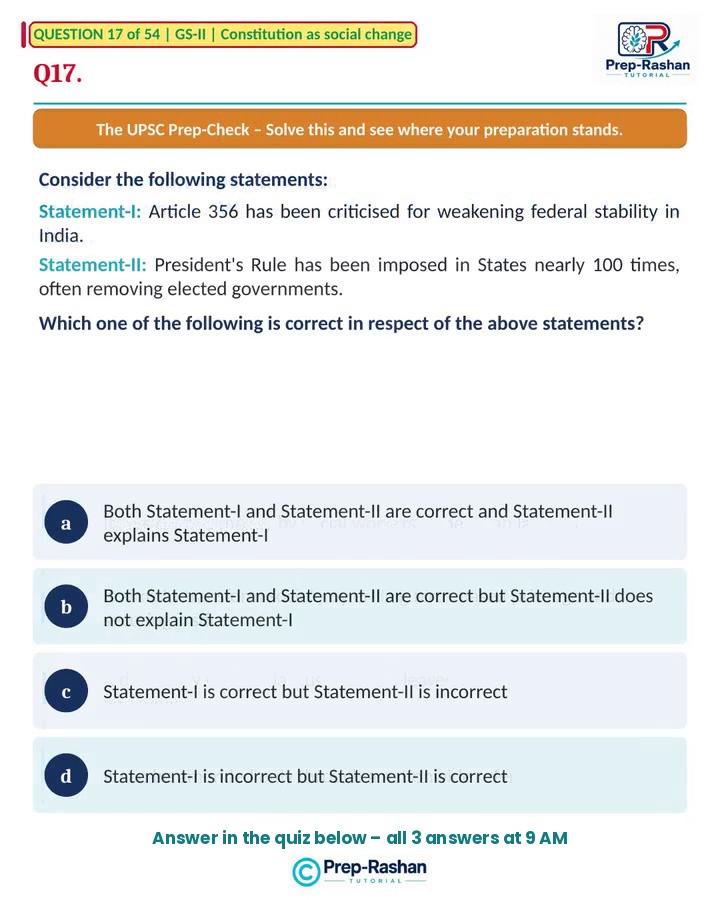 QUESTION 17 of 54 | GS-II | Constitution as social change
Prep-Rashan
TUTORIAL
Q17.
The UPSC Prep-Check – Solve this and see where your preparation stands.
Consider the following statements:
Statement-I: Article 356 has been criticised for weakening federal stability in
India.
Statement-II: President's Rule has been imposed in States nearly 100 times,
often removing elected governments.
Which one of the following is correct in respect of the above statements?
a
Both Statement-I and Statement-II are correct and Statement-II
explains Statement-I
b
Both Statement-I and Statement-II are correct but Statement-II does
not explain Statement-I
c
Statement-I is correct but Statement-II is incorrect
d
Statement-I is incorrect but Statement-II is correct
Answer in the quiz below – all 3 answers at 9 AM
© Prep-Rashan
TUTORIAL